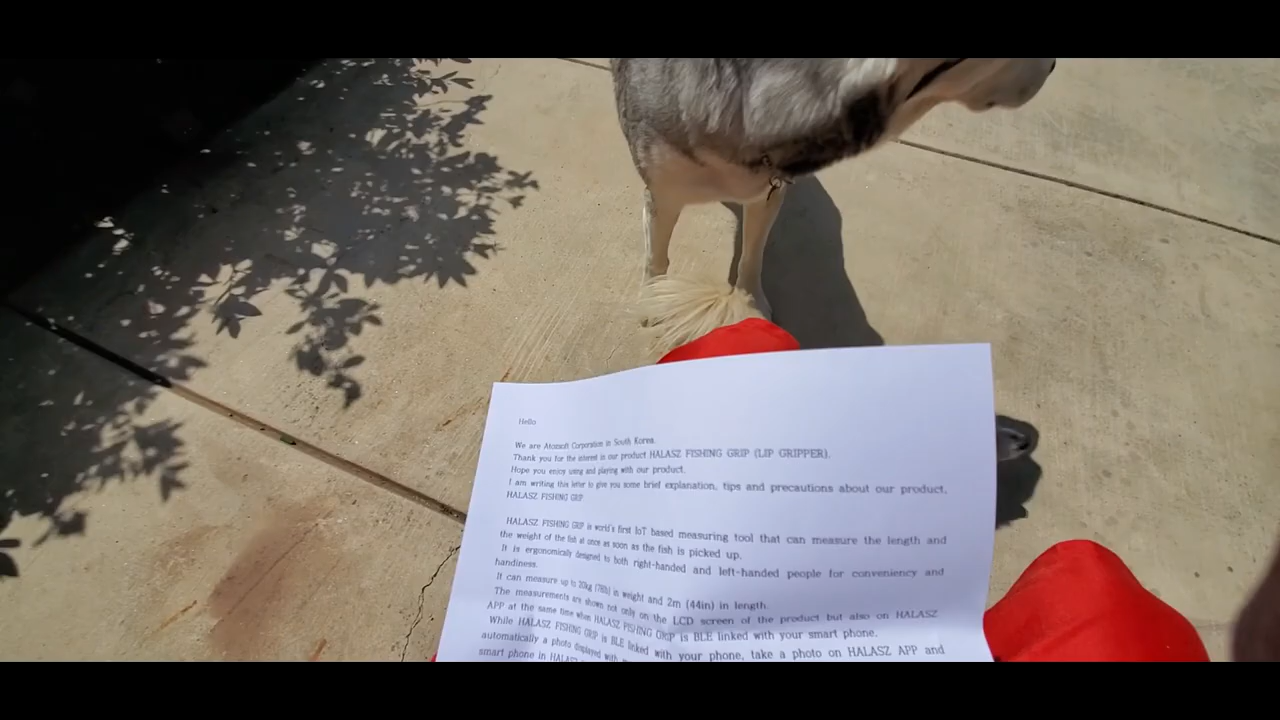 Hello
We are Atomsoft Corporation in South Korea.
Thank you for the interest in our product HALASZ FISHING GRIP (LIP GRIPPER).
Hope you enjoy using and playing with our product.
I am writing this letter to give you some brief explanation, tips and precautions about our product,
HALASZ FISHING GRIP
HALASZ FISHING GRIP is world's first IoT based measuring tool that can measure the length and
the weight of the fish at once as soon as the fish is picked up.
It is ergonomically designed to both right-handed and left-handed people for conveniency and
handiness.
It can measure up to 20kg in weight and 2m (44in) in length.
The measurements are shown not only on the LCD screen of the product but also on HALASZ
APP at the same time when HALASZ FISHING GRIP is BLE linked with your smart phone.
While HALASZ FISHING GRIP is BLE linked with your phone, take a photo on HALASZ APP and
automatically a photo displayed with
smart phone in HALASZ